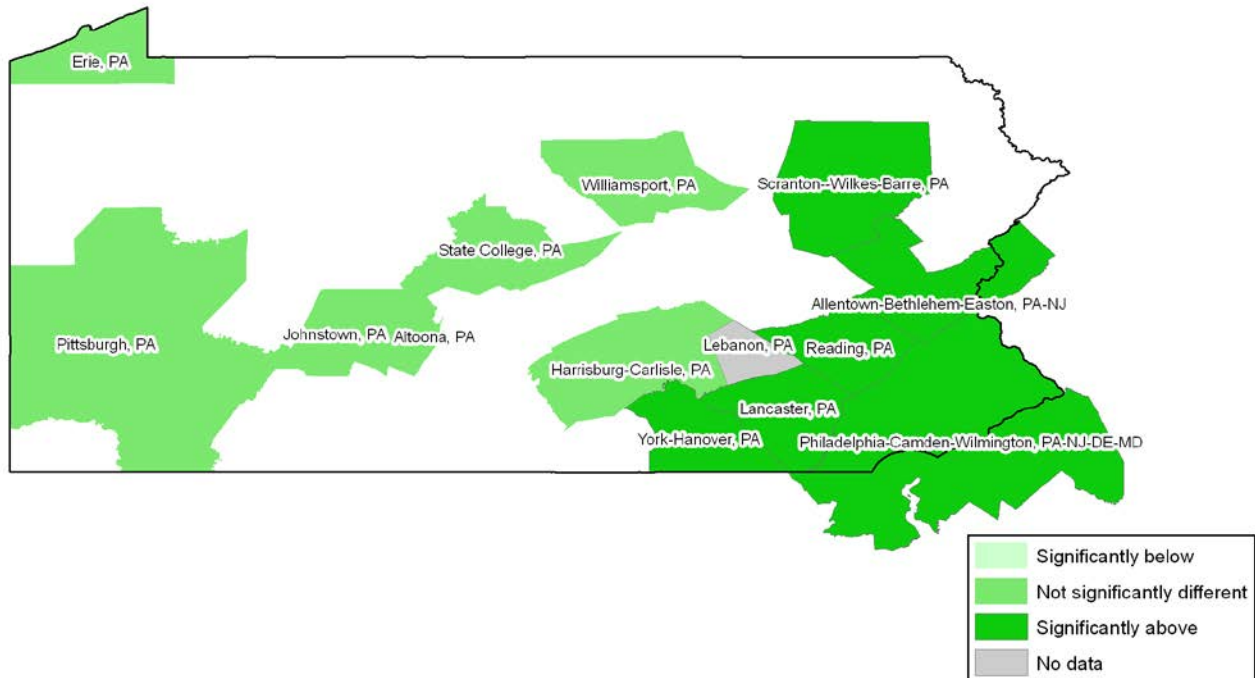 Erie, PA
Williamsport, PA
Scranton--Wilkes-Barre, PA
State College, PA
Allentown-Bethlehem-Easton, PA-NJ
Johnstown, PA
Altoona, PA
Pittsburgh, PA
Lebanon, PA
Reading, PA
Harrisburg-Carlisle, PA
Lancaster, PA
York-Hanover, PA
Philadelphia-Camden-Wilmington, PA-NJ-DE-MD
Significantly below
Not significantly different
Significantly above
No data